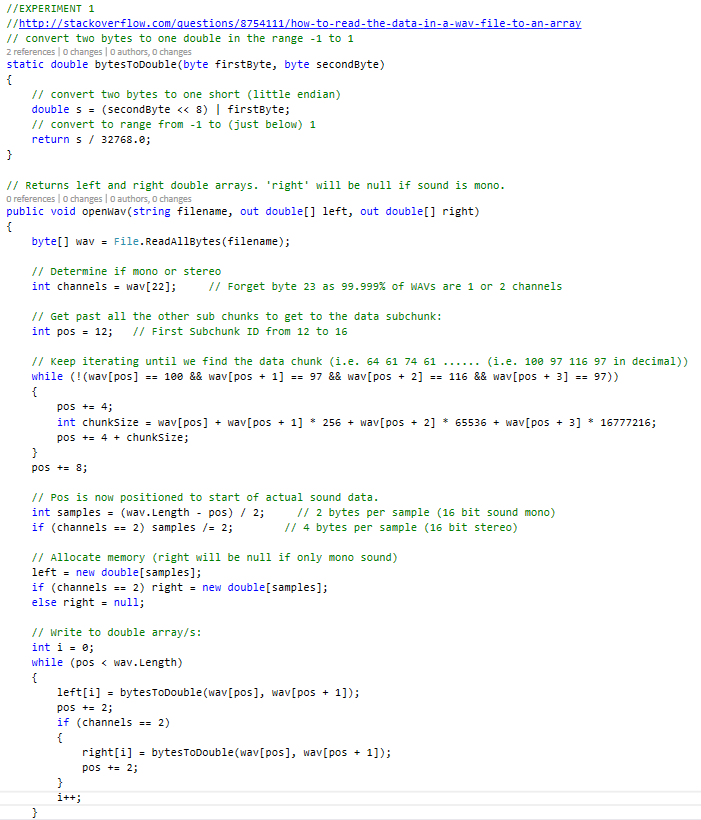 //EXPERIMENT 1
//http://stackoverflow.com/questions/8754111/how-to-read-the-data-in-a-wav-file-to-an-array
// convert two bytes to one double in the range -1 to 1
2 references | 0 changes | 0 authors, 0 changes
static double bytesToDouble(byte firstByte, byte secondByte)
{
    // convert two bytes to one short (little endian)
    double s = (secondByte << 8) | firstByte;
    // convert to range from -1 to (just below) 1
    return s / 32768.0;
}

// Returns left and right double arrays. 'right' will be null if sound is mono.
0 references | 0 changes | 0 authors, 0 changes
public void openWav(string filename, out double[] left, out double[] right)
{
    byte[] wav = File.ReadAllBytes(filename);

    // Determine if mono or stereo
    int channels = wav[22];     // Forget byte 23 as 99.999% of WAVs are 1 or 2 channels

    // Get past all the other sub chunks to get to the data subchunk:
    int pos = 12;   // First Subchunk ID from 12 to 16

    // Keep iterating until we find the data chunk (i.e. 64 61 74 61 ...... (i.e. 100 97 116 97 in decimal))
    while (!(wav[pos] == 100 && wav[pos + 1] == 97 && wav[pos + 2] == 116 && wav[pos + 3] == 97))
    {
        pos += 4;
        int chunkSize = wav[pos] + wav[pos + 1] * 256 + wav[pos + 2] * 65536 + wav[pos + 3] * 16777216;
        pos += 4 + chunkSize;
    }
    pos += 8;

    // Pos is now positioned to start of actual sound data.
    int samples = (wav.Length - pos) / 2;     // 2 bytes per sample (16 bit sound mono)
    if (channels == 2) samples /= 2;        // 4 bytes per sample (16 bit stereo)

    // Allocate memory (right will be null if only mono sound)
    left = new double[samples];
    if (channels == 2) right = new double[samples];
    else right = null;

    // Write to double array/s:
    int i = 0;
    while (pos < wav.Length)
    {
        left[i] = bytesToDouble(wav[pos], wav[pos + 1]);
        pos += 2;
        if (channels == 2)
        {
            right[i] = bytesToDouble(wav[pos], wav[pos + 1]);
            pos += 2;
        }
        i++;
    }